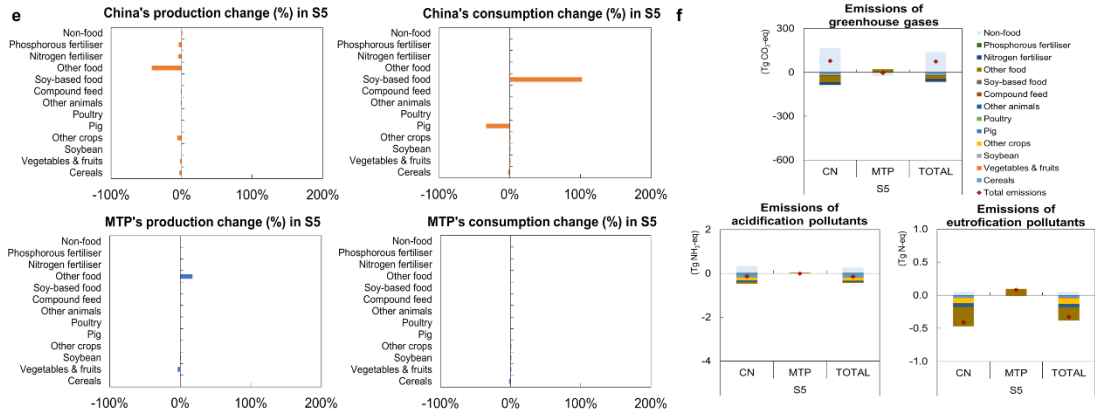 e
China's production change (%) in S5
Non-food
Phosphorous fertiliser
Nitrogen fertiliser
Other food
Soy-based food
Compound feed
Other animals
Poultry
Pig
Other crops
Soybean
Vegetables & fruits
Cereals
-100% 0% 100% 200%
China's consumption change (%) in S5
Non-food
Phosphorous fertiliser
Nitrogen fertiliser
Other food
Soy-based food
Compound feed
Other animals
Poultry
Pig
Other crops
Soybean
Vegetables & fruits
Cereals
-100% 0% 100% 200%
MTP's production change (%) in S5
Non-food
Phosphorous fertiliser
Nitrogen fertiliser
Other food
Soy-based food
Compound feed
Other animals
Poultry
Pig
Other crops
Soybean
Vegetables & fruits
Cereals
-100% 0% 100% 200%
MTP's consumption change (%) in S5
Non-food
Phosphorous fertiliser
Nitrogen fertiliser
Other food
Soy-based food
Compound feed
Other animals
Poultry
Pig
Other crops
Soybean
Vegetables & fruits
Cereals
-100% 0% 100% 200%
f
Emissions of
greenhouse gases
(Tg CO₂-eq)
300
0
-300
-600
CN MTP TOTAL
S5
Non-food
Phosphorous fertiliser
Nitrogen fertiliser
Other food
Soy-based food
Compound feed
Other animals
Poultry
Pig
Other crops
Soybean
Vegetables & fruits
Cereals
Total emissions
Emissions of
acidification pollutants
(Tg NH₃-eq)
2
0
-2
-4
CN MTP TOTAL
S5
Emissions of
eutrofication pollutants
(Tg N-eq)
1.0
0.5
0.0
-0.5
-1.0
CN MTP TOTAL
S5